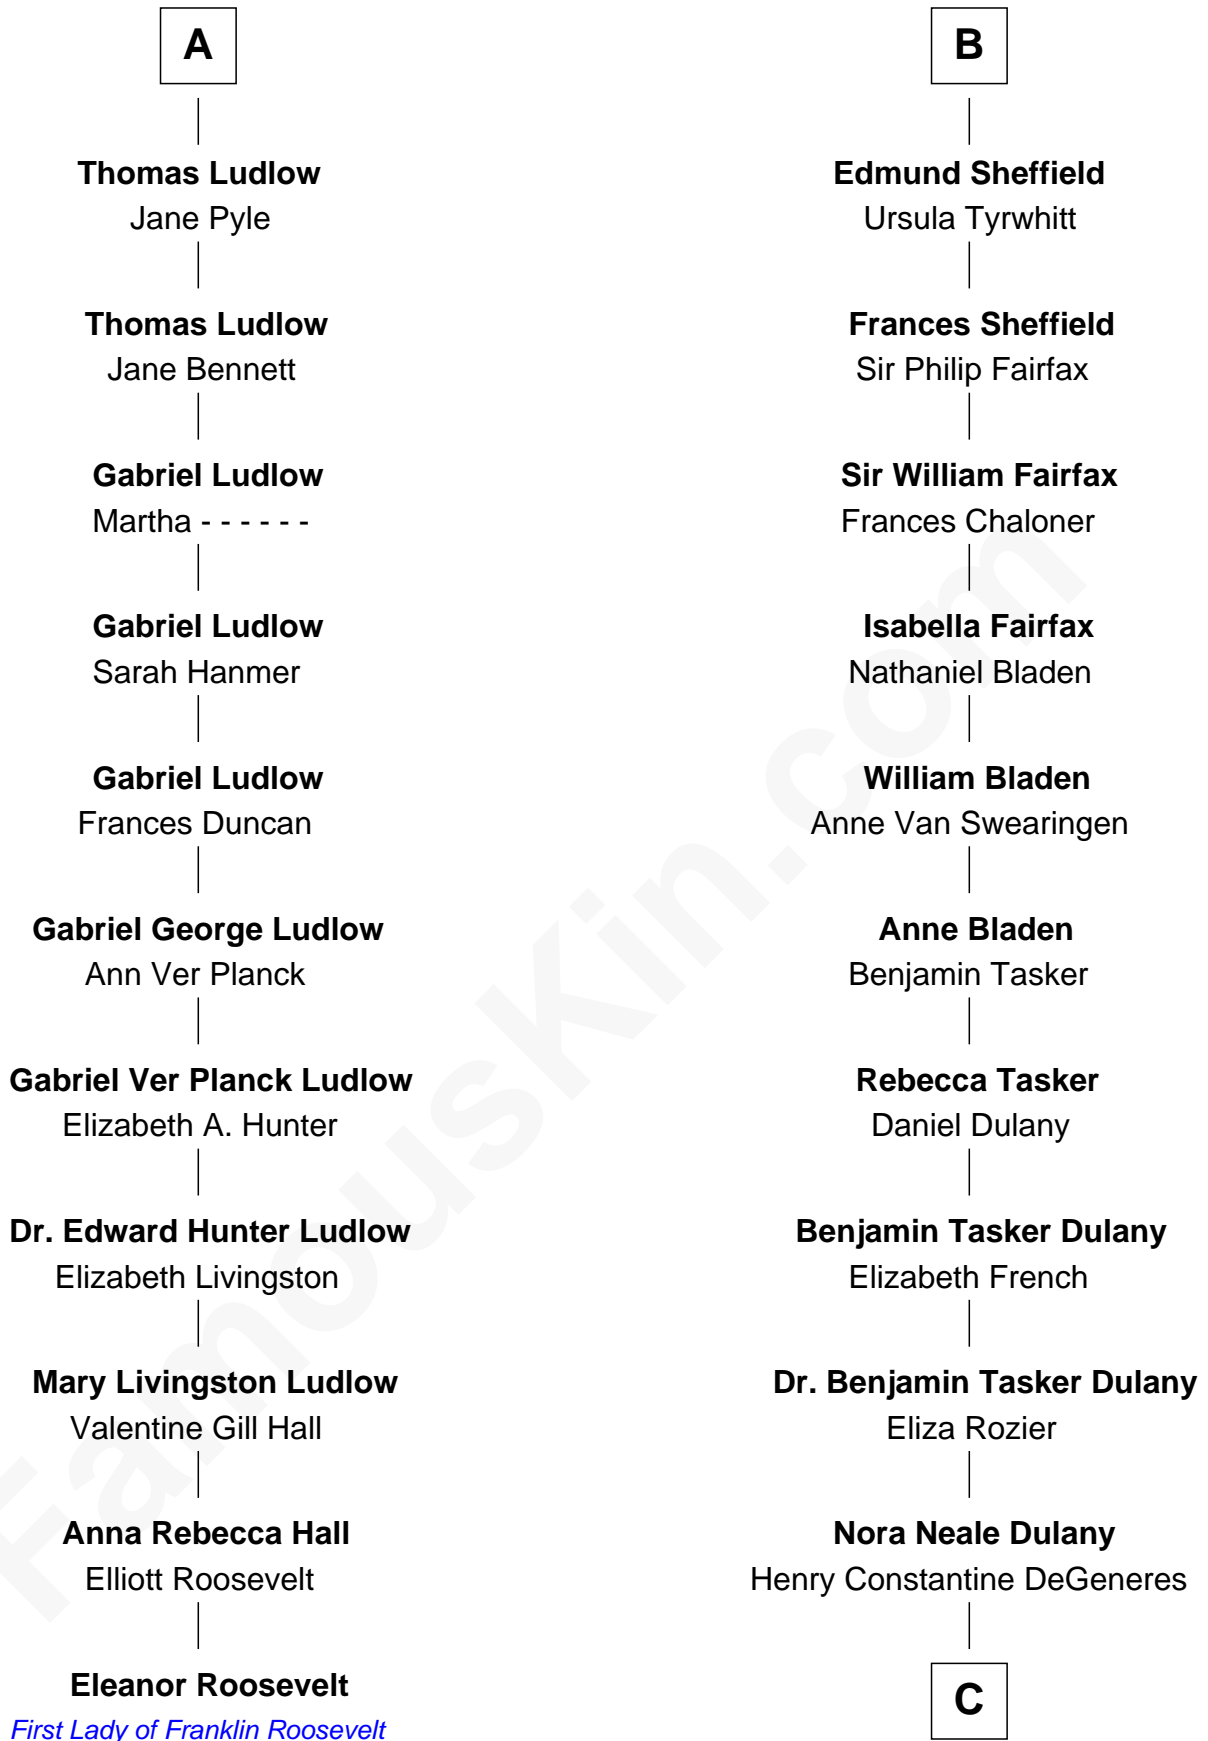 A
Thomas Ludlow
Jane Pyle
Thomas Ludlow
Jane Bennett
Gabriel Ludlow
Martha - - - - - -
Gabriel Ludlow
Sarah Hanmer
Gabriel Ludlow
Frances Duncan
Gabriel George Ludlow
Ann Ver Planck
Gabriel Ver Planck Ludlow
Elizabeth A. Hunter
Dr. Edward Hunter Ludlow
Elizabeth Livingston
Mary Livingston Ludlow
Valentine Gill Hall
Anna Rebecca Hall
Elliott Roosevelt
Eleanor Roosevelt
First Lady of Franklin Roosevelt
B
Edmund Sheffield
Ursula Tyrwhitt
Frances Sheffield
Sir Philip Fairfax
Sir William Fairfax
Frances Chaloner
Isabella Fairfax
Nathaniel Bladen
William Bladen
Anne Van Swearingen
Anne Bladen
Benjamin Tasker
Rebecca Tasker
Daniel Dulany
Benjamin Tasker Dulany
Elizabeth French
Dr. Benjamin Tasker Dulany
Eliza Rozier
Nora Neale Dulany
Henry Constantine DeGeneres
C
FamousKin.com